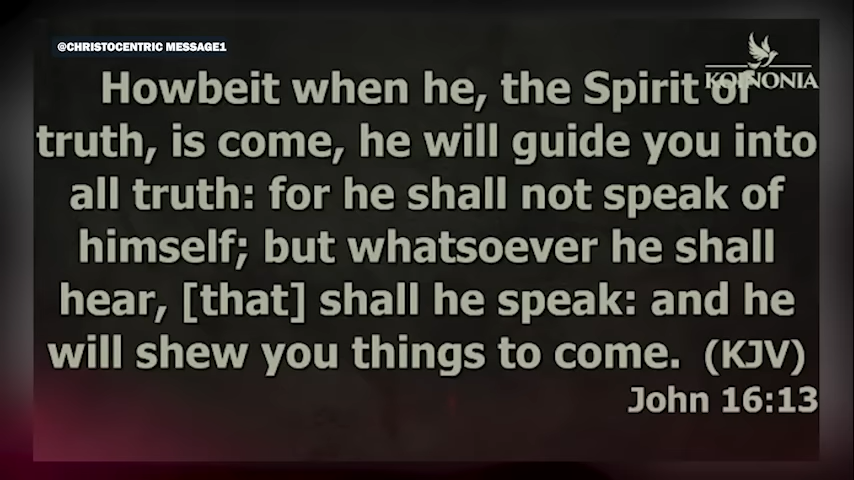 @CHRISTOCENTRIC MESSAGE1
KOINONIA
Howbeit when he, the Spirit of
truth, is come, he will guide you into
all truth: for he shall not speak of
himself; but whatsoever he shall
hear, [that] shall he speak: and he
will shew you things to come. (KJV)
John 16:13